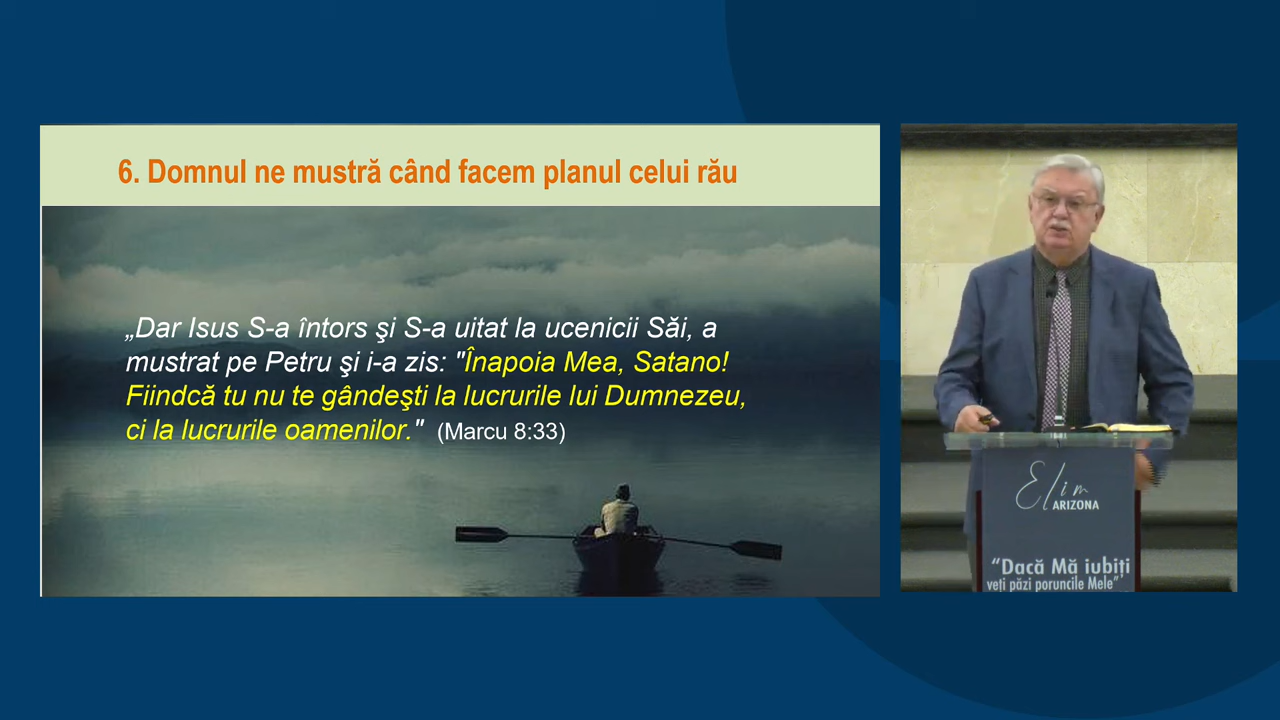 6. Domnul ne mustră când facem planul celui rău
„Dar Isus S-a întors şi S-a uitat la ucenicii Săi, a
mustrat pe Petru şi i-a zis: "Înapoia Mea, Satano!
Fiindcă tu nu te gândeşti la lucrurile lui Dumnezeu,
ci la lucrurile oamenilor." (Marcu 8:33)
Elim
ARIZONA
“Dacă Mă iubiți
veți păzi poruncile Mele”